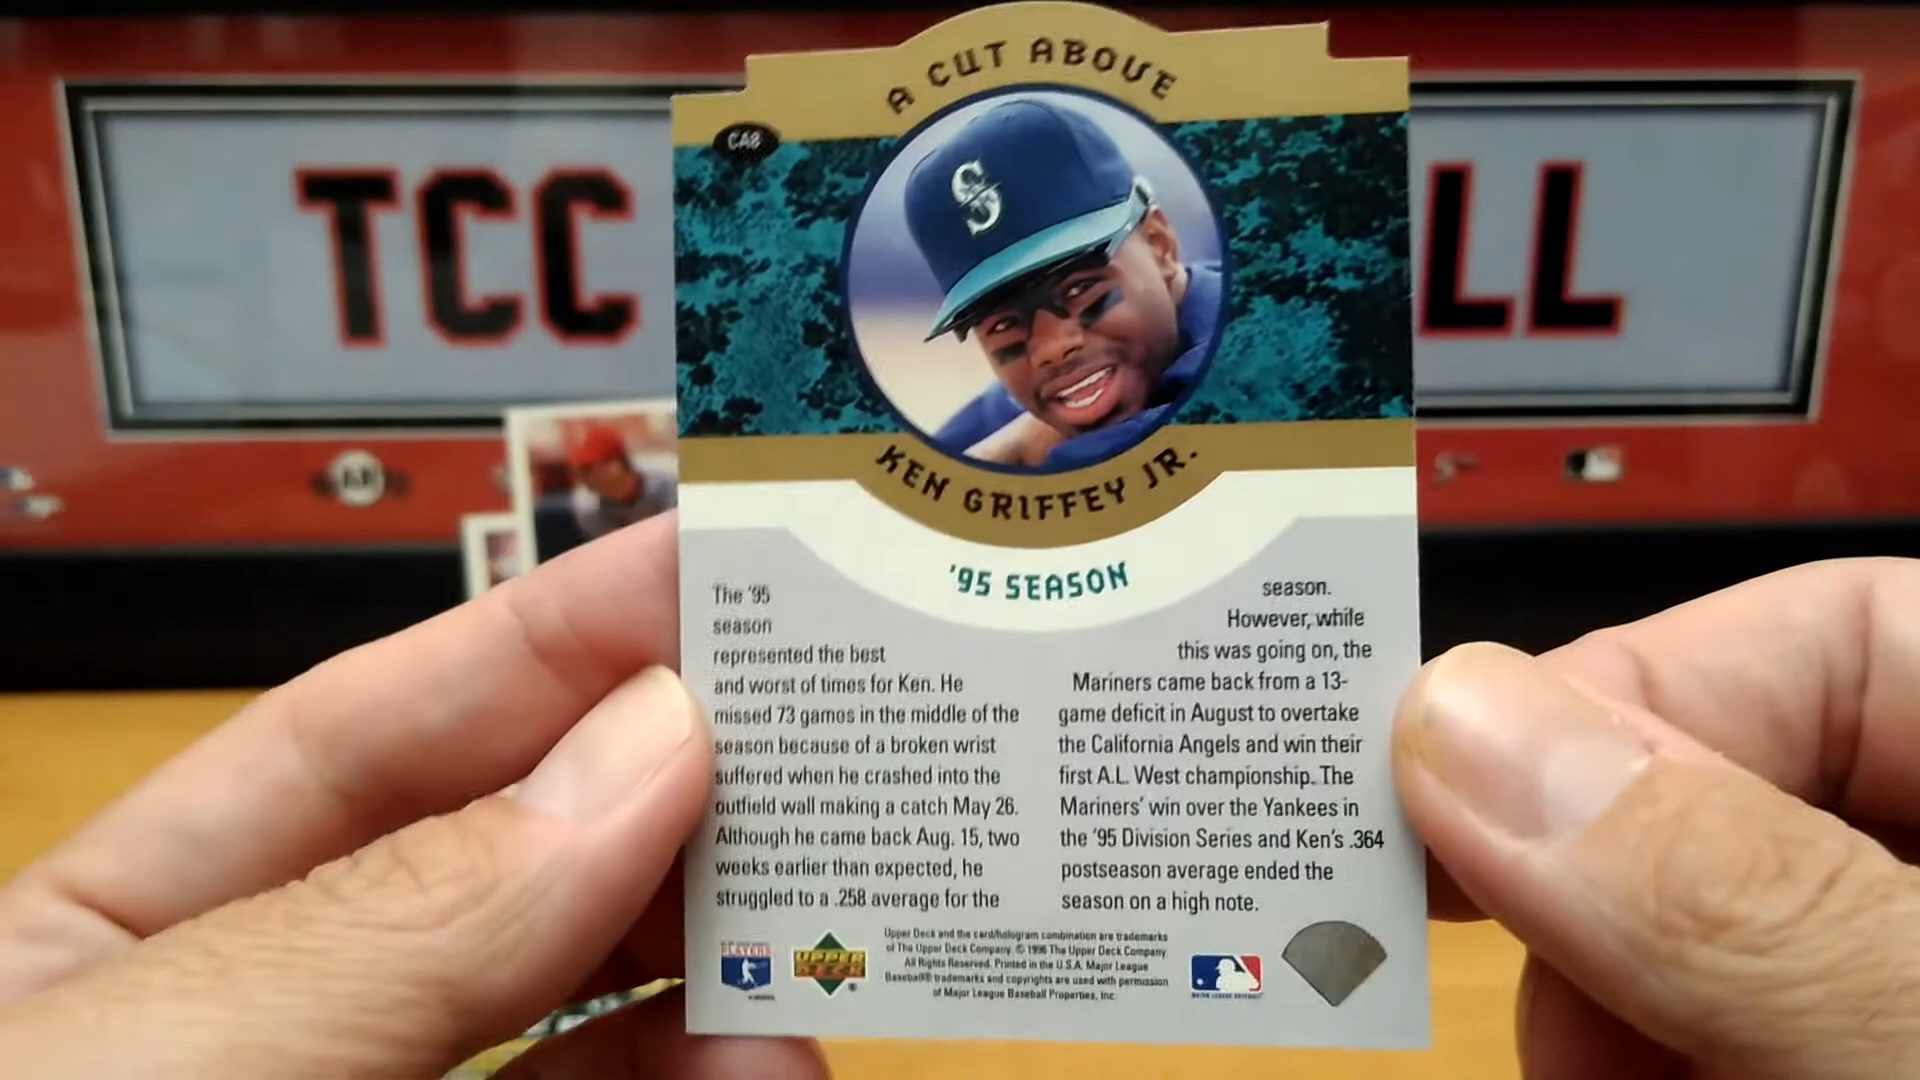 TCC
LL
A CUT ABOVE
CA8
S
KEN GRIFFEY JR.
'95 SEASON
The '95
season
represented the best
and worst of times for Ken. He
missed 73 games in the middle of the
season because of a broken wrist
suffered when he crashed into the
outfield wall making a catch May 26.
Although he came back Aug. 15, two
weeks earlier than expected, he
struggled to a .258 average for the
season.
However, while
this was going on, the
Mariners came back from a 13-
game deficit in August to overtake
the California Angels and win their
first A.L. West championship. The
Mariners' win over the Yankees in
the '95 Division Series and Ken's .364
postseason average ended the
season on a high note.
PLAYERS
UPPER
DECK
Upper Deck and the card/hologram combination are trademarks
of The Upper Deck Company. © 1996 The Upper Deck Company.
All Rights Reserved. Printed in the U.S.A. Major League
Baseball® trademarks and copyrights are used with permission
of Major League Baseball Properties, Inc.